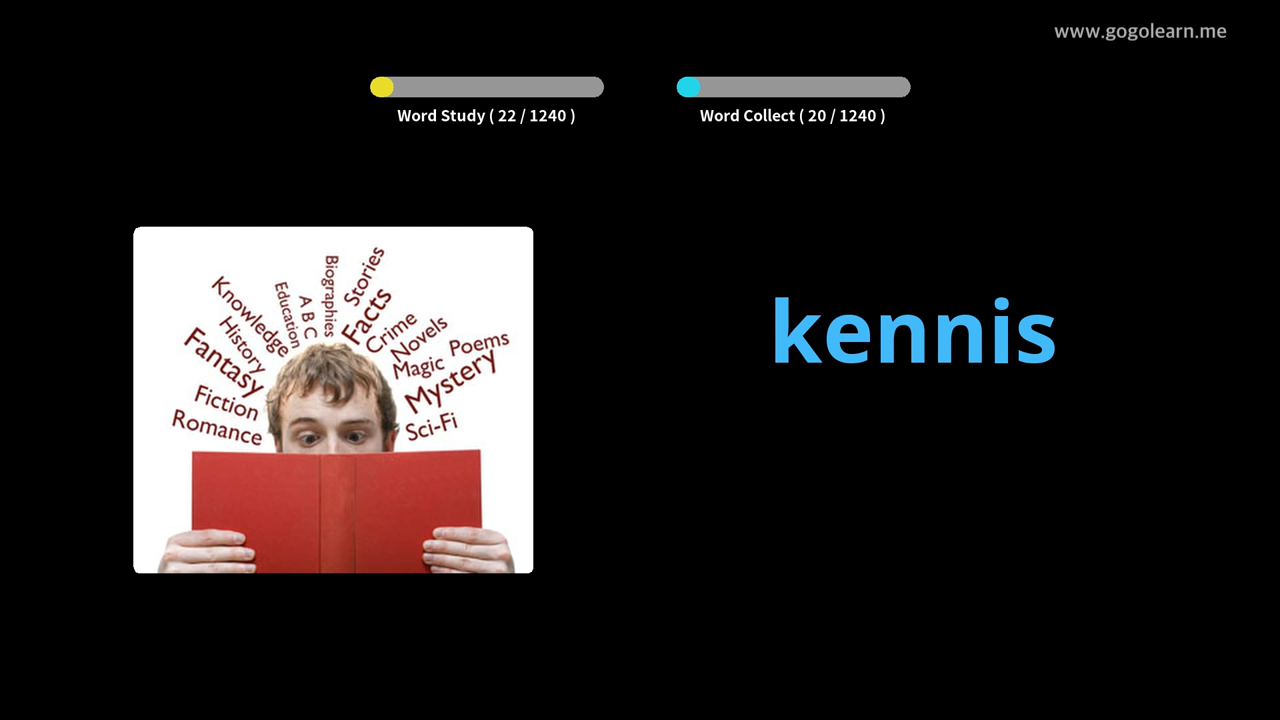 www.gogolearn.me
Word Study ( 22 / 1240 )
Word Collect ( 20 / 1240 )
Biographies
Stories
Education
A B C
Facts
Knowledge
Crime
History
Novels
Fantasy
Magic
Poems
Mystery
Fiction
Romance
Sci-Fi
kennis